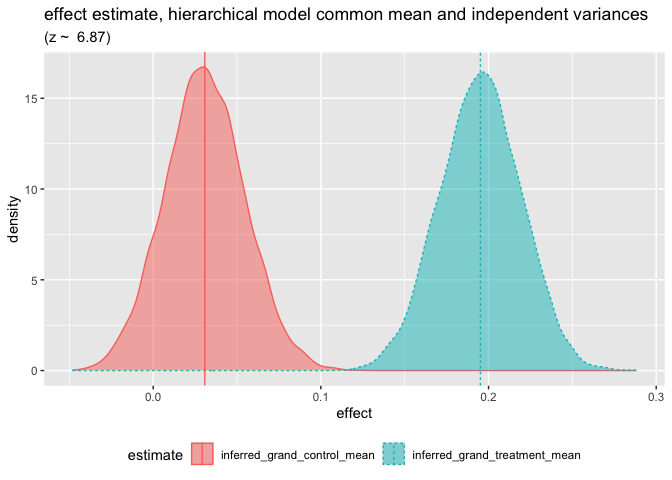 effect estimate, hierarchical model common mean and independent variances
(z ~  6.87)
15
10
5
0
density
0.0 0.1 0.2 0.3
effect
estimate inferred_grand_control_mean inferred_grand_treatment_mean